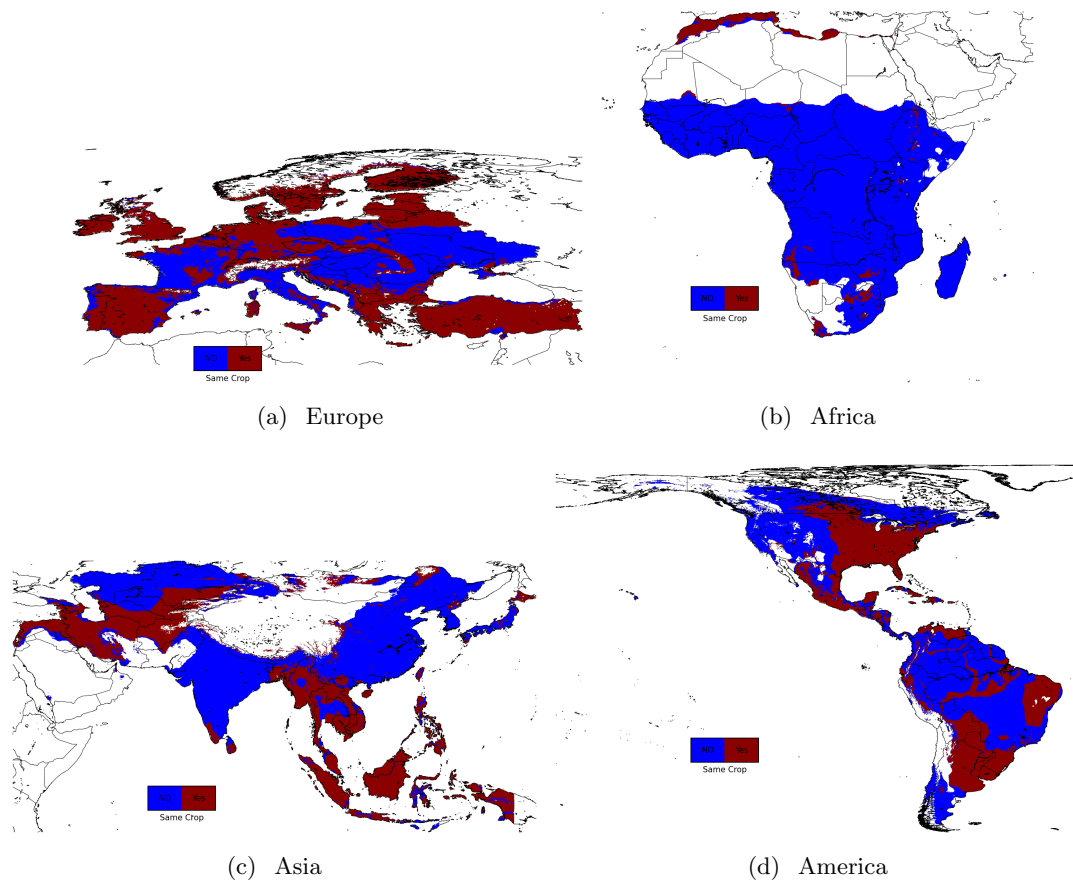 NO Yes
Same Crop
(a) Europe
NO Yes
Same Crop
(b) Africa
NO Yes
Same Crop
(c) Asia
NO Yes
Same Crop
(d) America